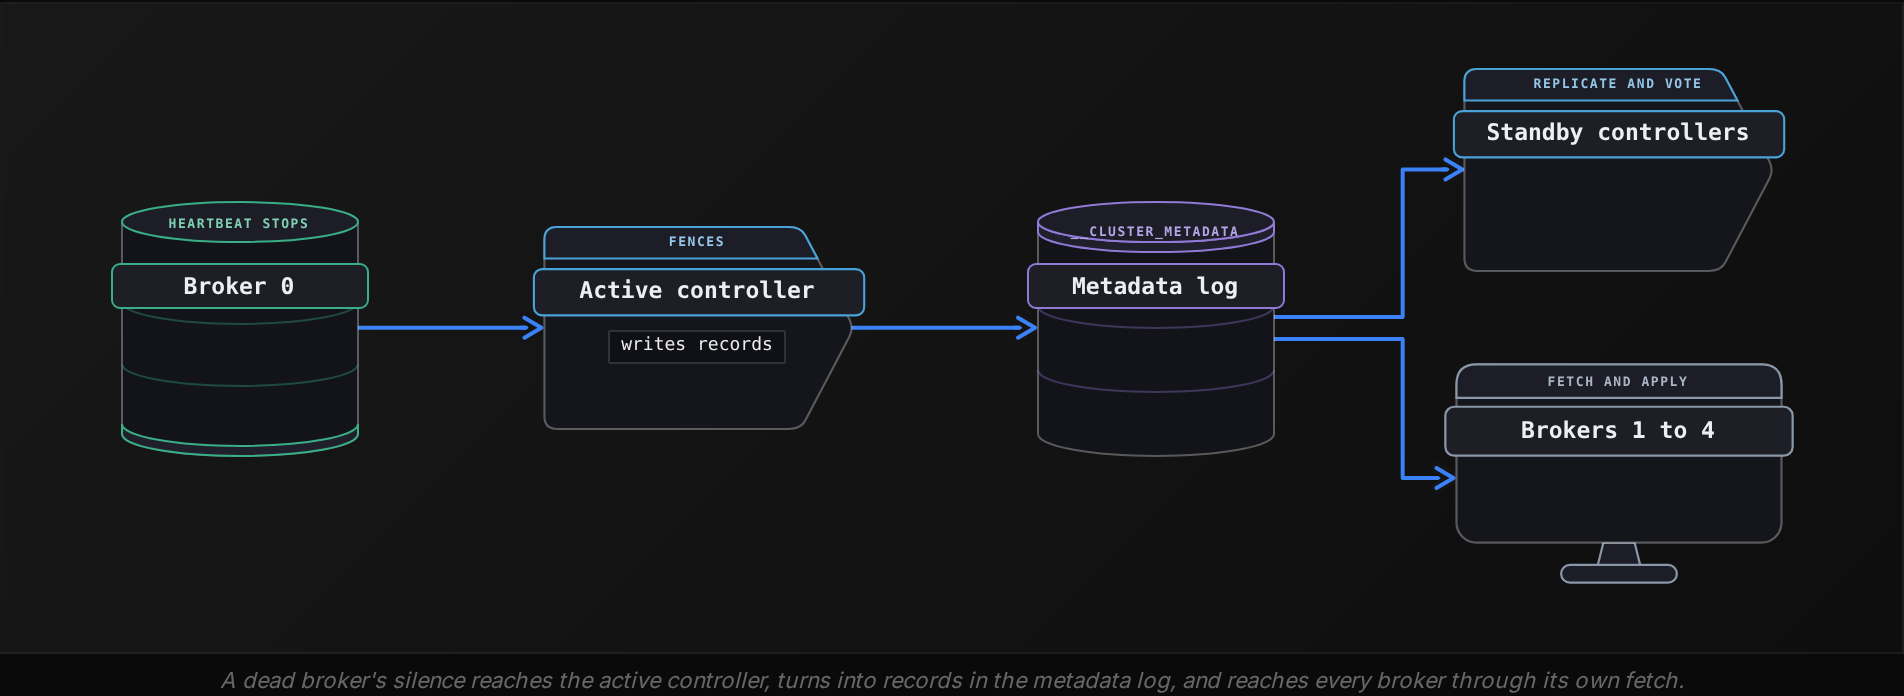 HEARTBEAT STOPS
Broker 0
FENCES
Active controller
writes records
__CLUSTER_METADATA
Metadata log
REPLICATE AND VOTE
Standby controllers
FETCH AND APPLY
Brokers 1 to 4
A dead broker's silence reaches the active controller, turns into records in the metadata log, and reaches every broker through its own fetch.